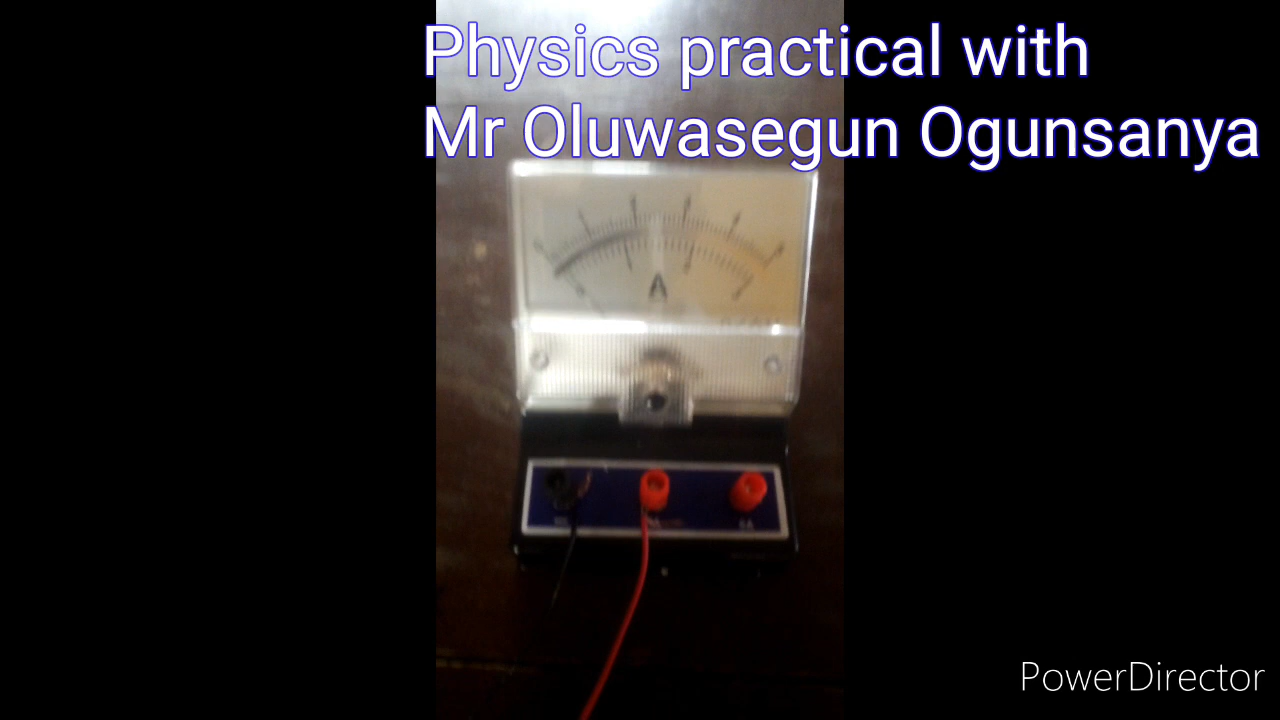 Physics practical with
Mr Oluwasegun Ogunsanya
A
PowerDirector